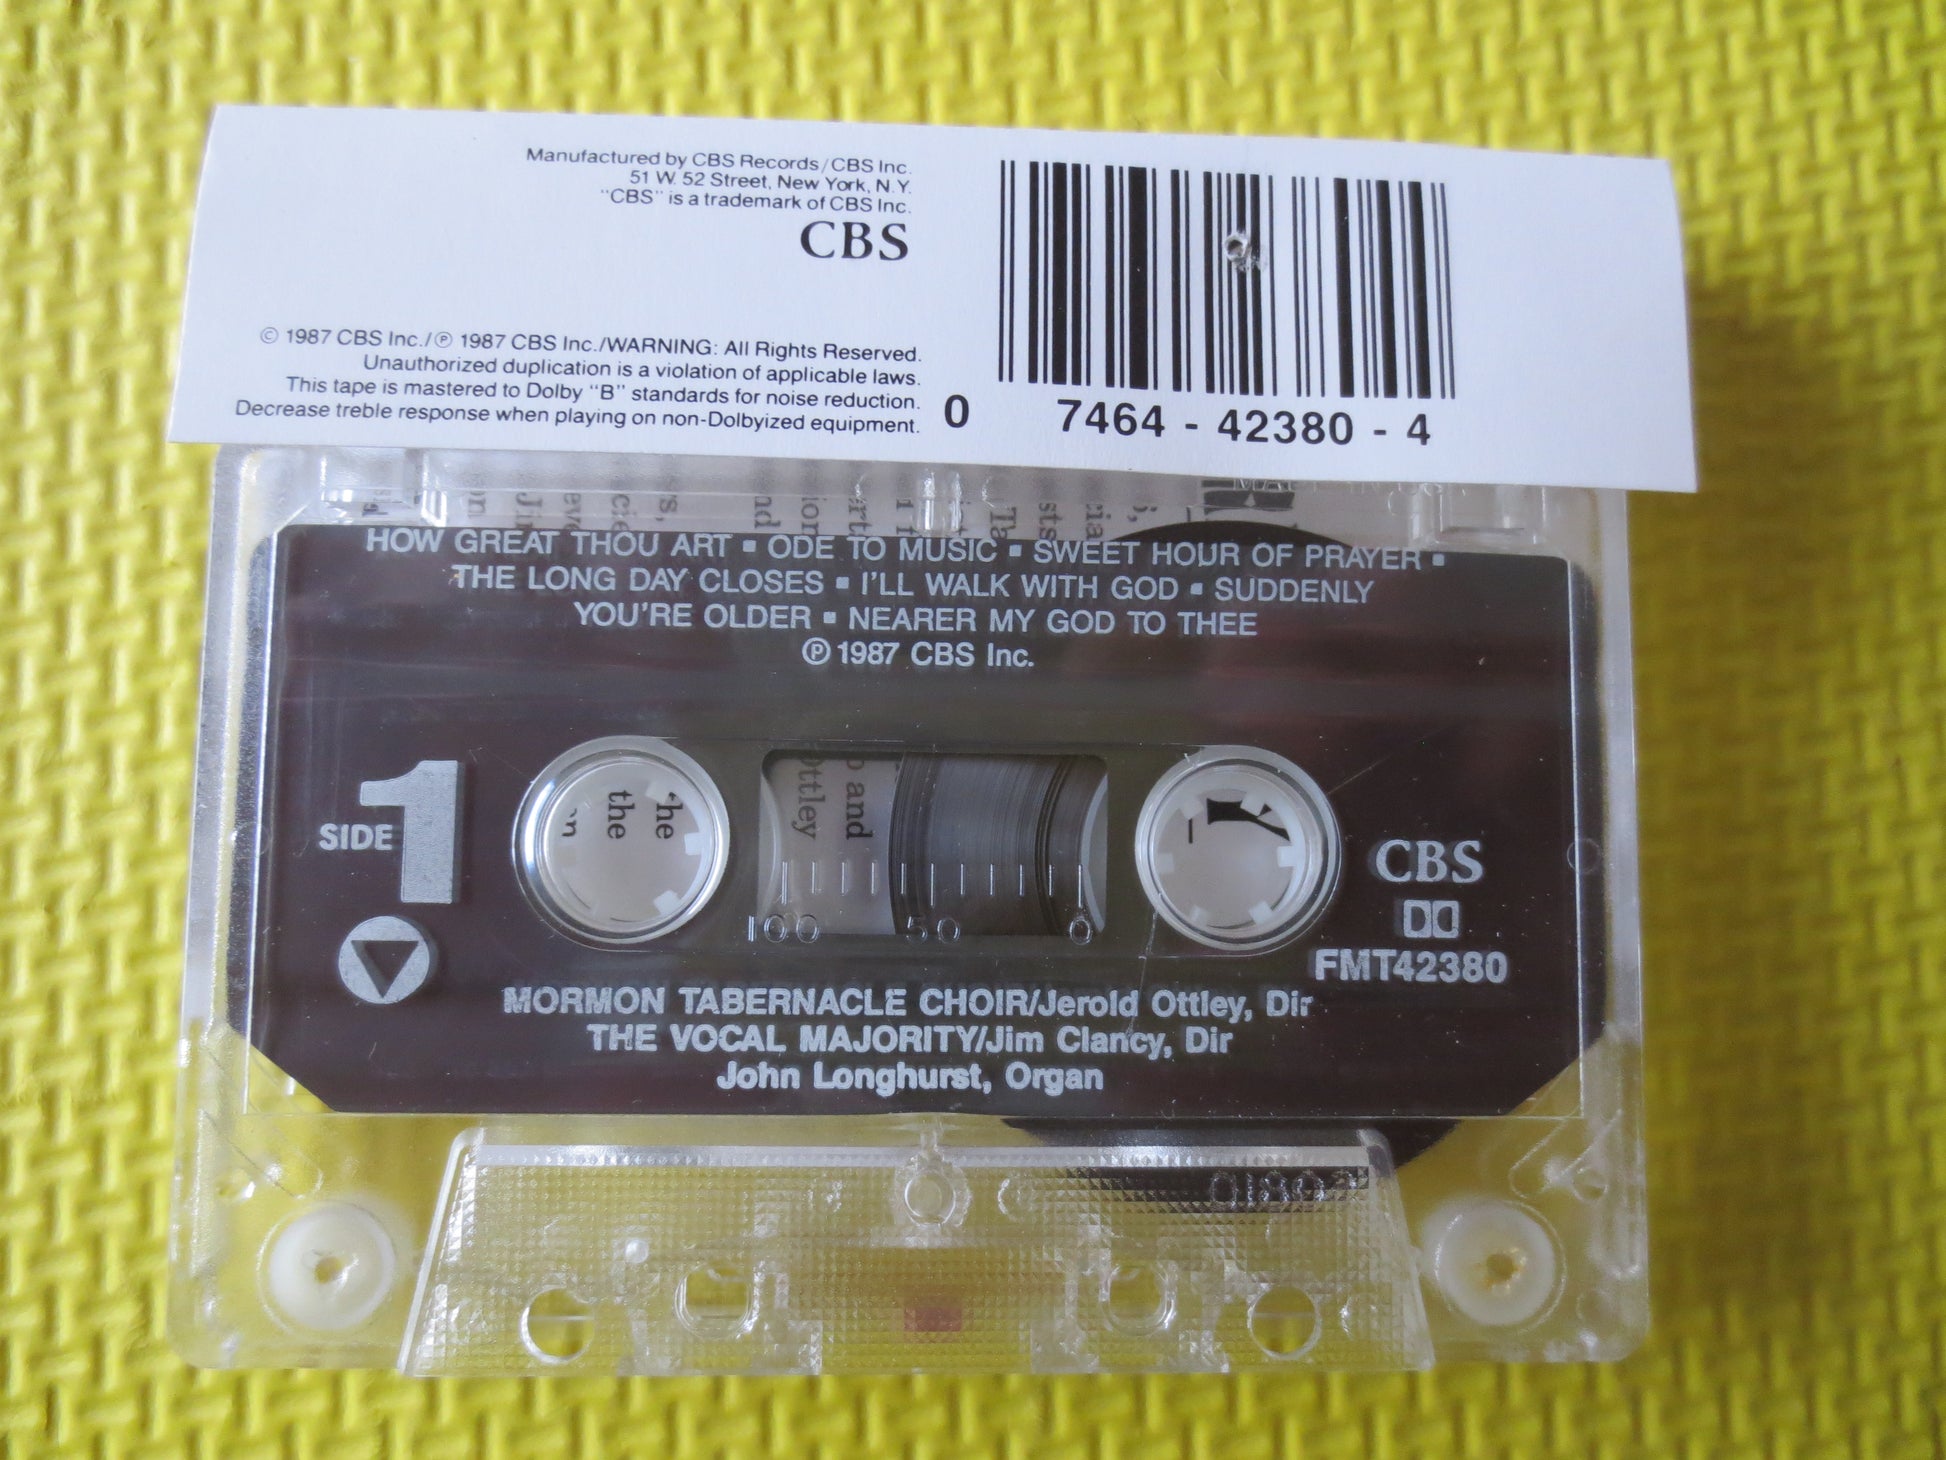 Manufactured by CBS Records/CBS Inc.
51 W. 52 Street, New York, N.Y.
"CBS" is a trademark of CBS Inc.
CBS
© 1987 CBS Inc./℗ 1987 CBS Inc./WARNING: All Rights Reserved.
Unauthorized duplication is a violation of applicable laws.
This tape is mastered to Dolby "B" standards for noise reduction.
Decrease treble response when playing on non-Dolbyized equipment.
0 7464 - 42380 - 4
HOW GREAT THOU ART ▪ ODE TO MUSIC ▪ SWEET HOUR OF PRAYER ▪
THE LONG DAY CLOSES ▪ I'LL WALK WITH GOD ▪ SUDDENLY
YOU'RE OLDER ▪ NEARER MY GOD TO THEE
℗ 1987 CBS Inc.
SIDE 1
the
the
and
Ottley
100 50 0
CBS
FMT42380
MORMON TABERNACLE CHOIR/Jerold Ottley, Dir
THE VOCAL MAJORITY/Jim Clancy, Dir
John Longhurst, Organ